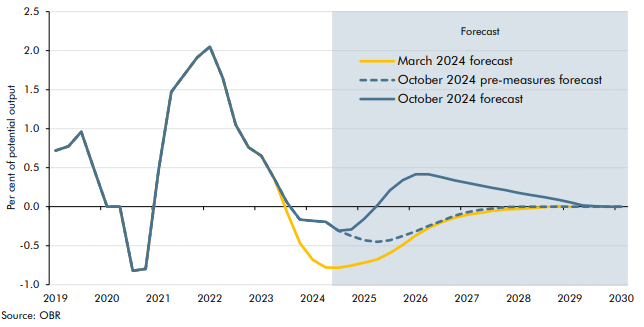 2.5
2.0
1.5
1.0
0.5
0.0
-0.5
-1.0
Per cent of potential output
Forecast
March 2024 forecast
October 2024 pre-measures forecast
October 2024 forecast
2019 2020 2021 2022 2023 2024 2025 2026 2027 2028 2029 2030
Source: OBR